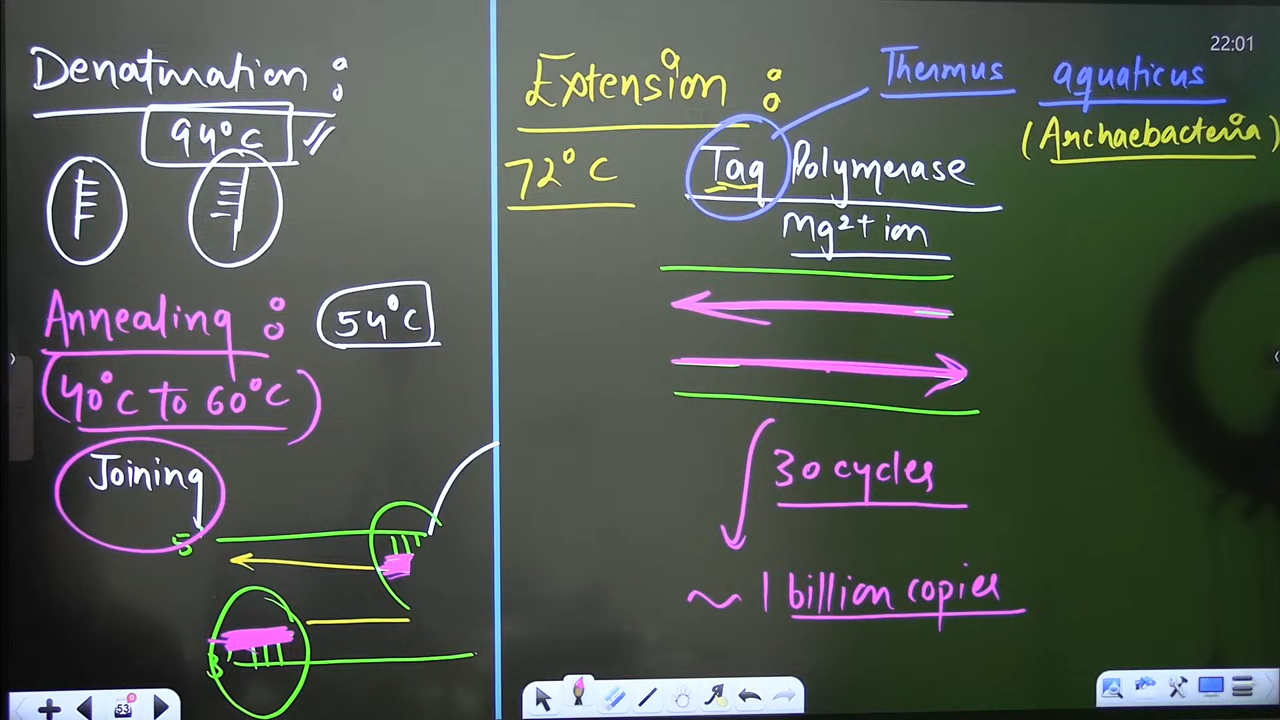 Denaturation :
94°C
Annealing :
54°C
(40°C to 60°C)
Joining
5'
3'
22:01
Extension :
Thermus aquaticus
(Archaebacteria)
72°C
Taq Polymerase
Mg2+ ion
30 cycles
~ 1 billion copies
53